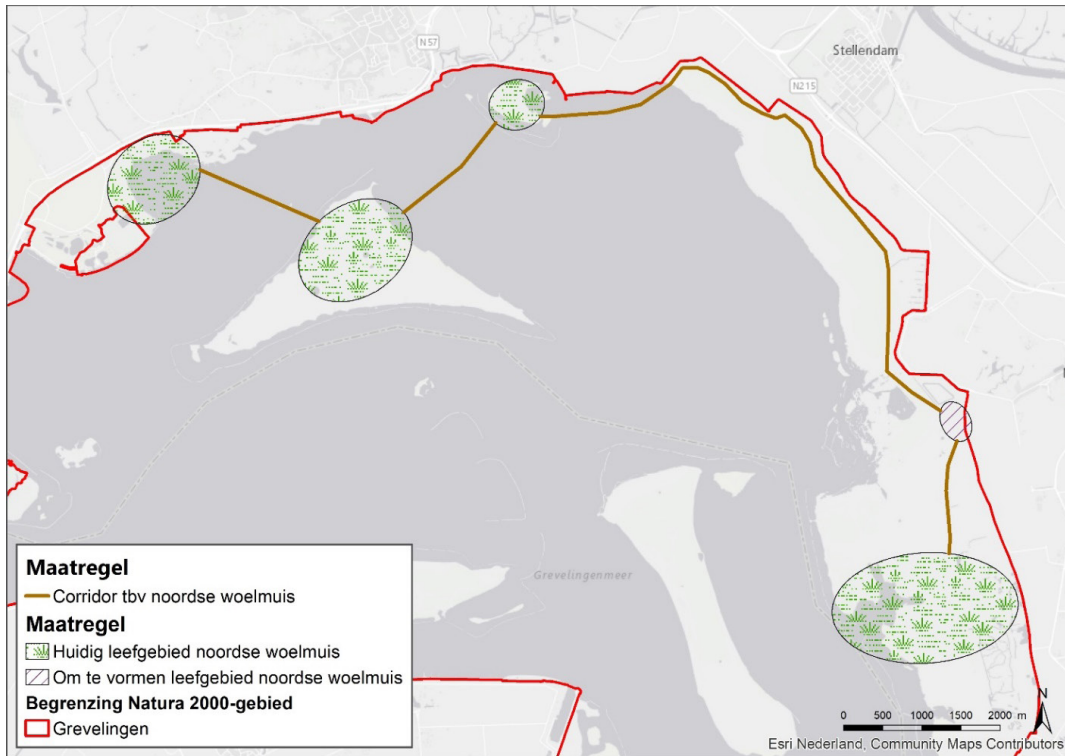 N57
Stellendam
N215
Grevelingenmeer
Maatregel
Corridor tbv noordse woelmuis
Maatregel
Huidig leefgebied noordse woelmuis
Om te vormen leefgebied noordse woelmuis
Begrenzing Natura 2000-gebied
Grevelingen
N
0 500 1000 1500 2000 m
Esri Nederland, Community Maps Contributors